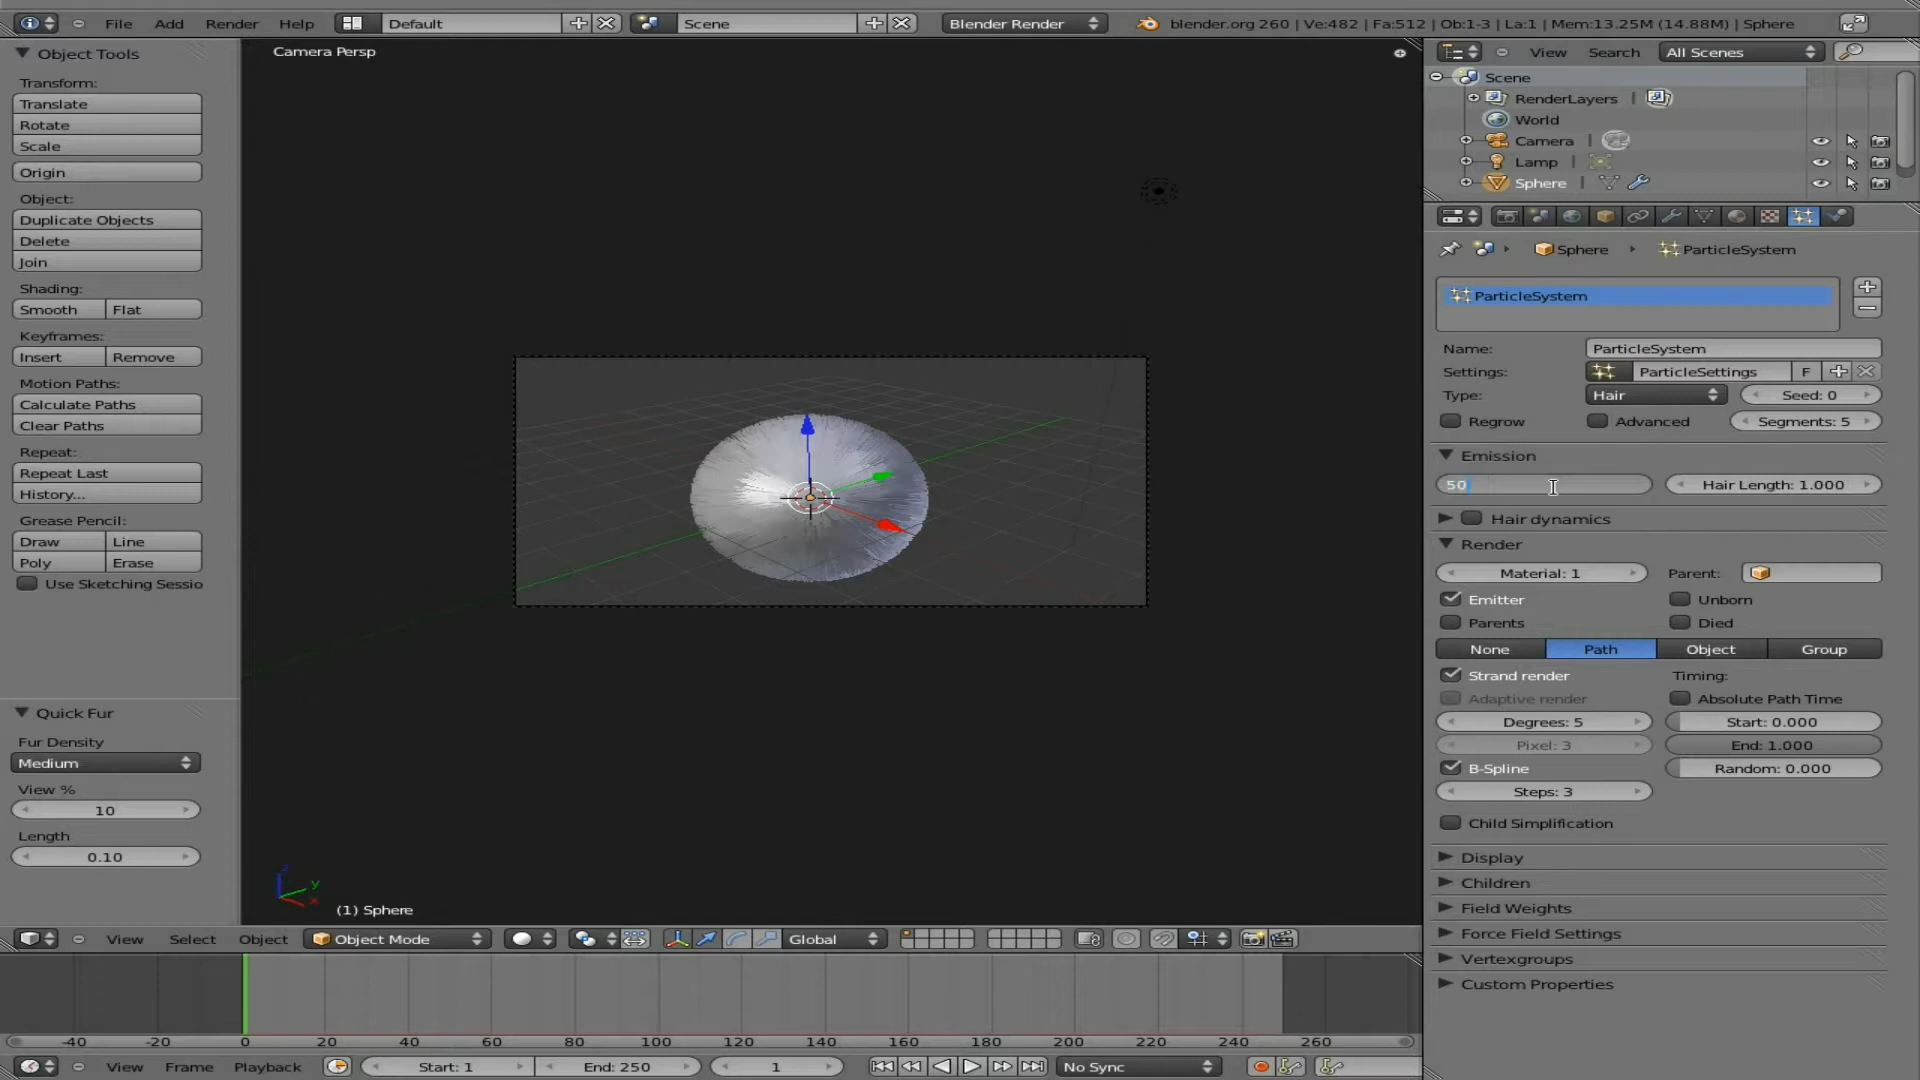 File Add Render Help Default Scene Blender Render blender.org 260 | Ve:482 | Fa:512 | Ob:1-3 | La:1 | Mem:13.25M (14.88M) | Sphere
Object Tools
Transform:
Translate
Rotate
Scale
Origin
Object:
Duplicate Objects
Delete
Join
Shading:
Smooth Flat
Keyframes:
Insert Remove
Motion Paths:
Calculate Paths
Clear Paths
Repeat:
Repeat Last
History...
Grease Pencil:
Draw Line
Poly Erase
Use Sketching Sessio
Quick Fur
Fur Density
Medium
View %
10
Length
0.10
Camera Persp
z
y
x
(1) Sphere
View Select Object Object Mode Global
-40 -20 0 20 40 60 80 100 120 140 160 180 200 220 240 260
View Frame Playback Start: 1 End: 250 1 No Sync
View Search All Scenes
Scene
RenderLayers |
World
Camera |
Lamp |
Sphere |
Sphere ParticleSystem
ParticleSystem
Name: ParticleSystem
Settings: ParticleSettings F
Type: Hair Seed: 0
Regrow Advanced Segments: 5
Emission
50 Hair Length: 1.000
Hair dynamics
Render
Material: 1 Parent:
Emitter Unborn
Parents Died
None Path Object Group
Strand render Timing:
Adaptive render Absolute Path Time
Degrees: 5 Start: 0.000
Pixel: 3 End: 1.000
B-Spline Random: 0.000
Steps: 3
Child Simplification
Display
Children
Field Weights
Force Field Settings
Vertexgroups
Custom Properties